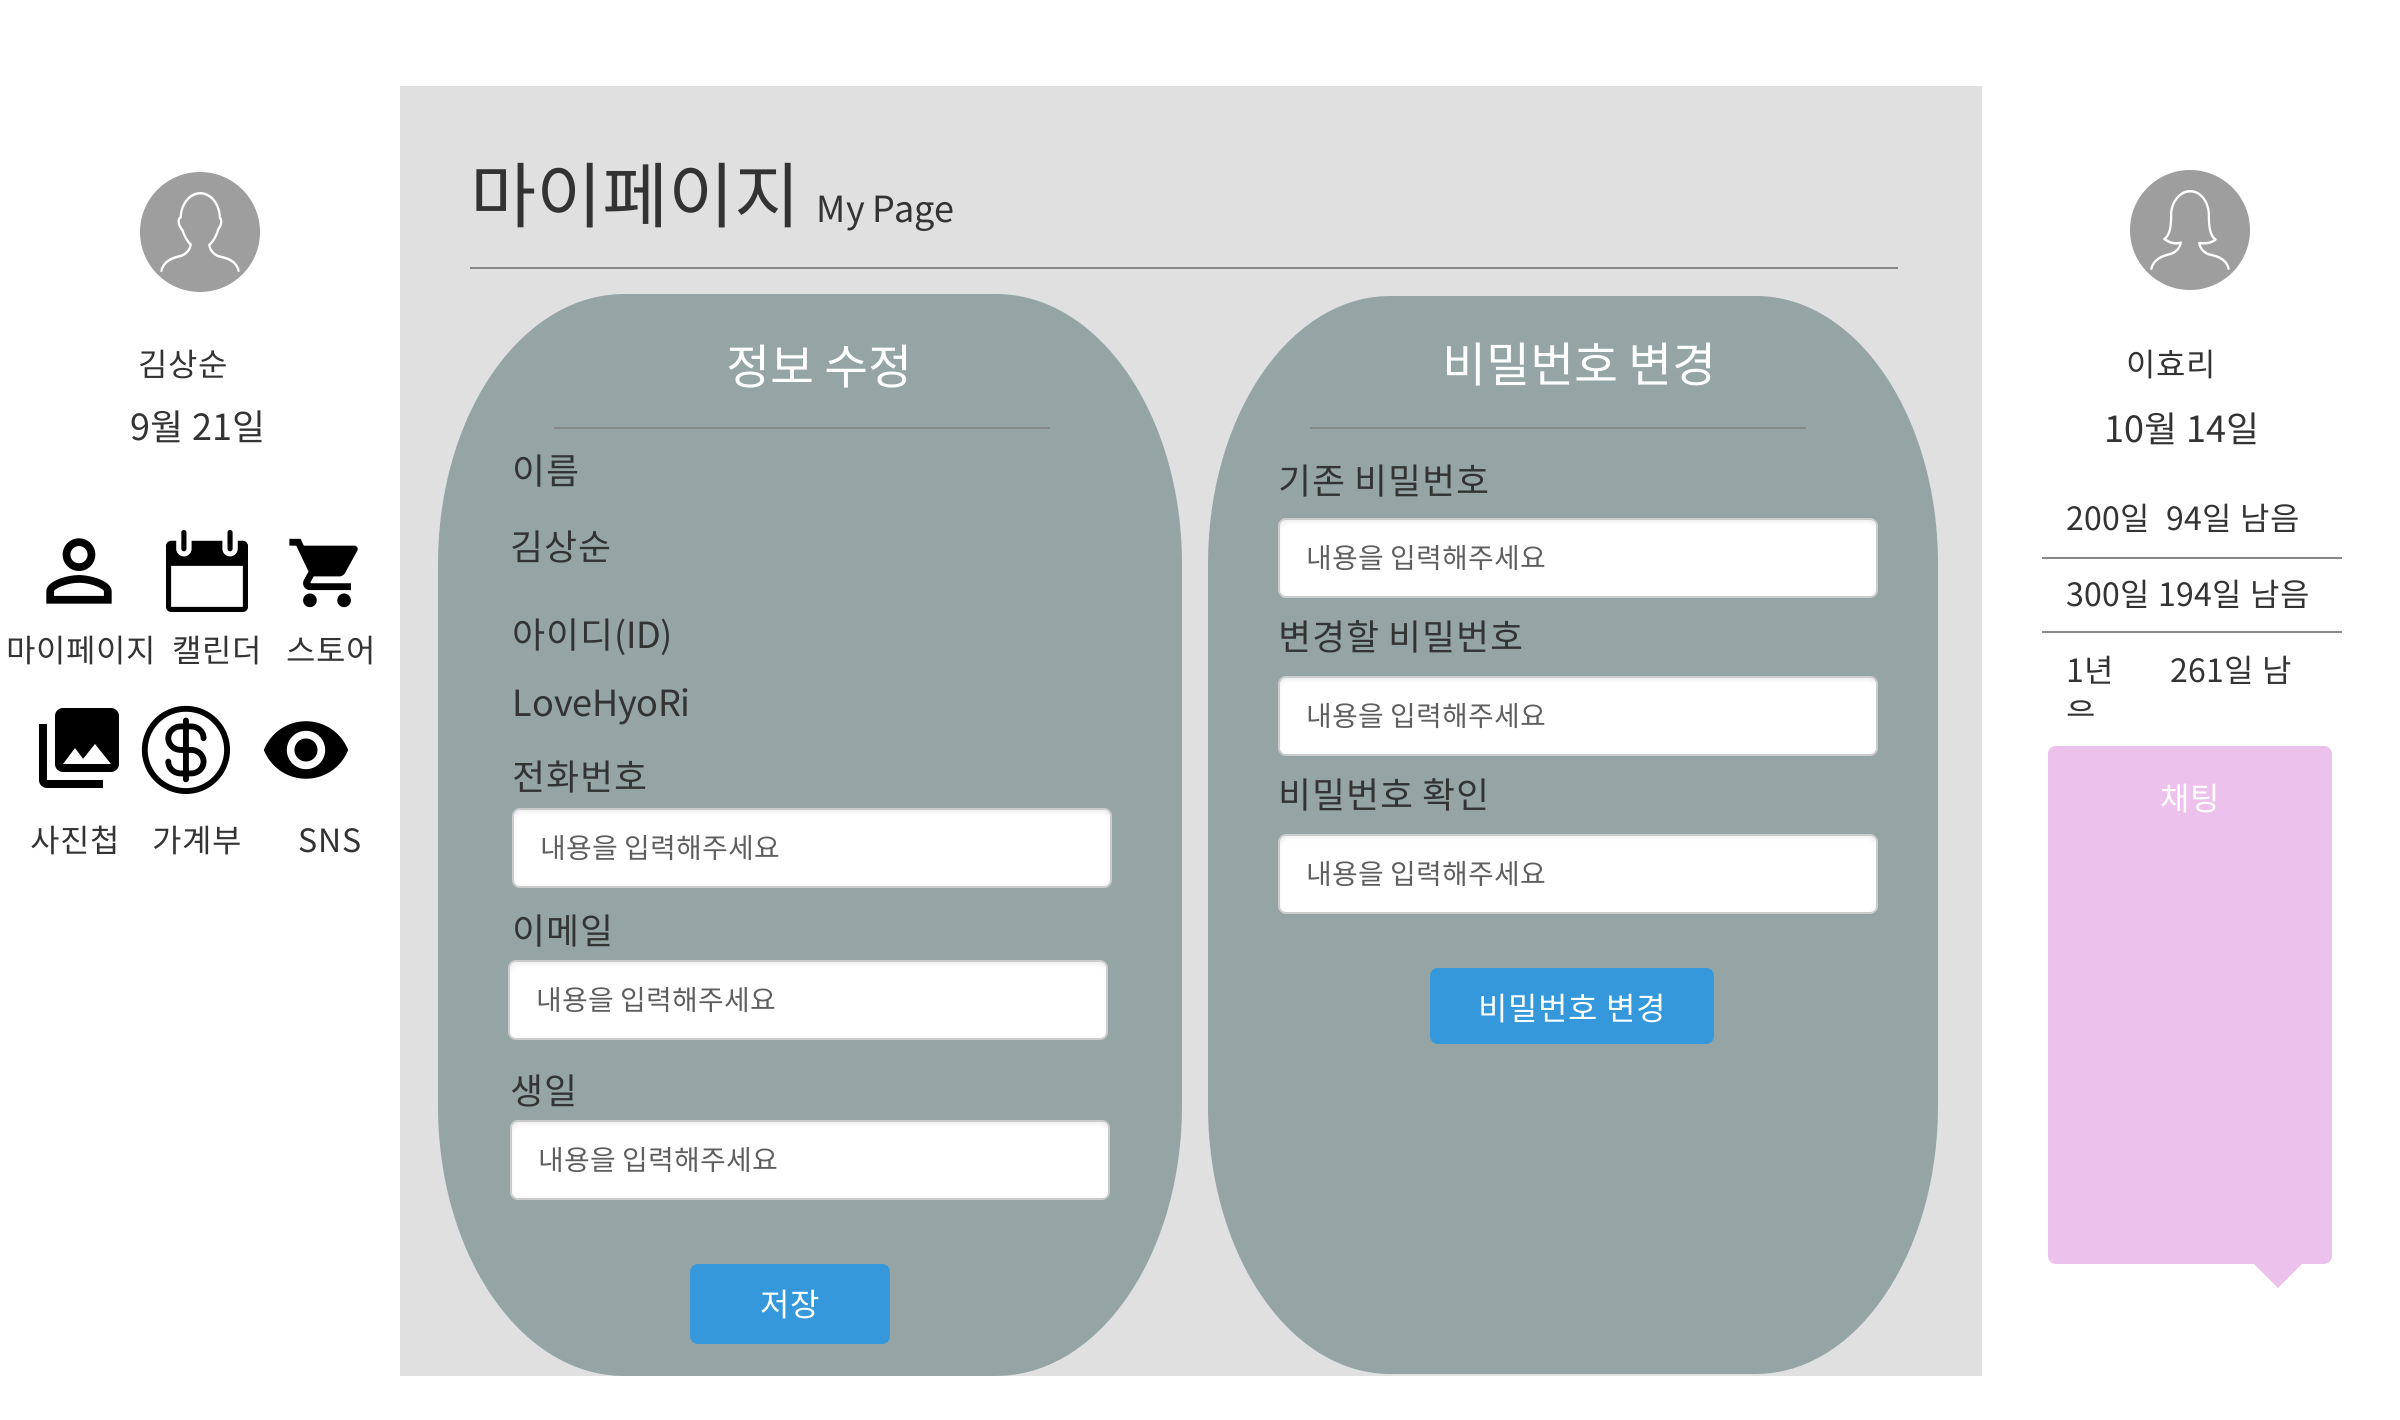 마이페이지 My Page
김상순
9월 21일
마이페이지 캘린더 스토어
사진첩 가계부 SNS
정보 수정
이름
김상순
아이디(ID)
LoveHyoRi
전화번호
내용을 입력해주세요
이메일
내용을 입력해주세요
생일
내용을 입력해주세요
저장
비밀번호 변경
기존 비밀번호
내용을 입력해주세요
변경할 비밀번호
내용을 입력해주세요
비밀번호 확인
내용을 입력해주세요
비밀번호 변경
이효리
10월 14일
200일 94일 남음
300일 194일 남음
1년 261일 남
으
채팅